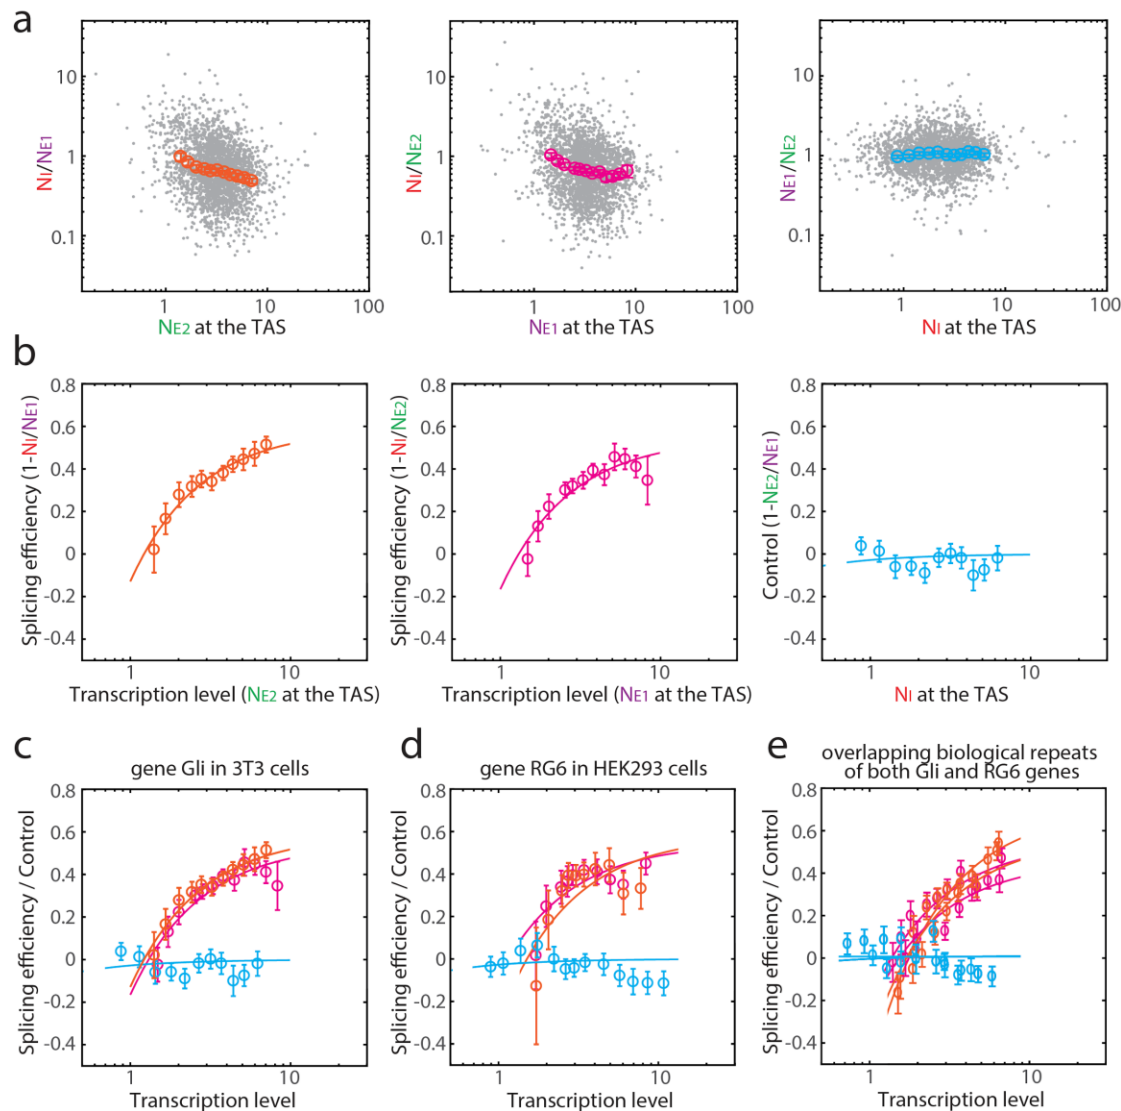 a
NI/NE1
10
1
0.1
1
10
100
NE2 at the TAS
NI/NE2
10
1
0.1
1
10
100
NE1 at the TAS
NE1/NE2
10
1
0.1
1
10
100
NI at the TAS
b
Splicing efficiency (1-NI/NE1)
0.8
0.6
0.4
0.2
0
-0.2
-0.4
1
10
Transcription level (NE2 at the TAS)
Splicing efficiency (1-NI/NE2)
0.8
0.6
0.4
0.2
0
-0.2
-0.4
1
10
Transcription level (NE1 at the TAS)
Control (1-NE2/NE1)
0.8
0.6
0.4
0.2
0
-0.2
-0.4
1
10
NI at the TAS
c
gene Gli in 3T3 cells
Splicing efficiency / Control
0.8
0.6
0.4
0.2
0
-0.2
-0.4
1
10
Transcription level
d
gene RG6 in HEK293 cells
Splicing efficiency / Control
0.8
0.6
0.4
0.2
0
-0.2
-0.4
1
10
Transcription level
e
overlapping biological repeats
of both Gli and RG6 genes
Splicing efficiency / Control
0.8
0.6
0.4
0.2
0
-0.2
-0.4
1
10
Transcription level